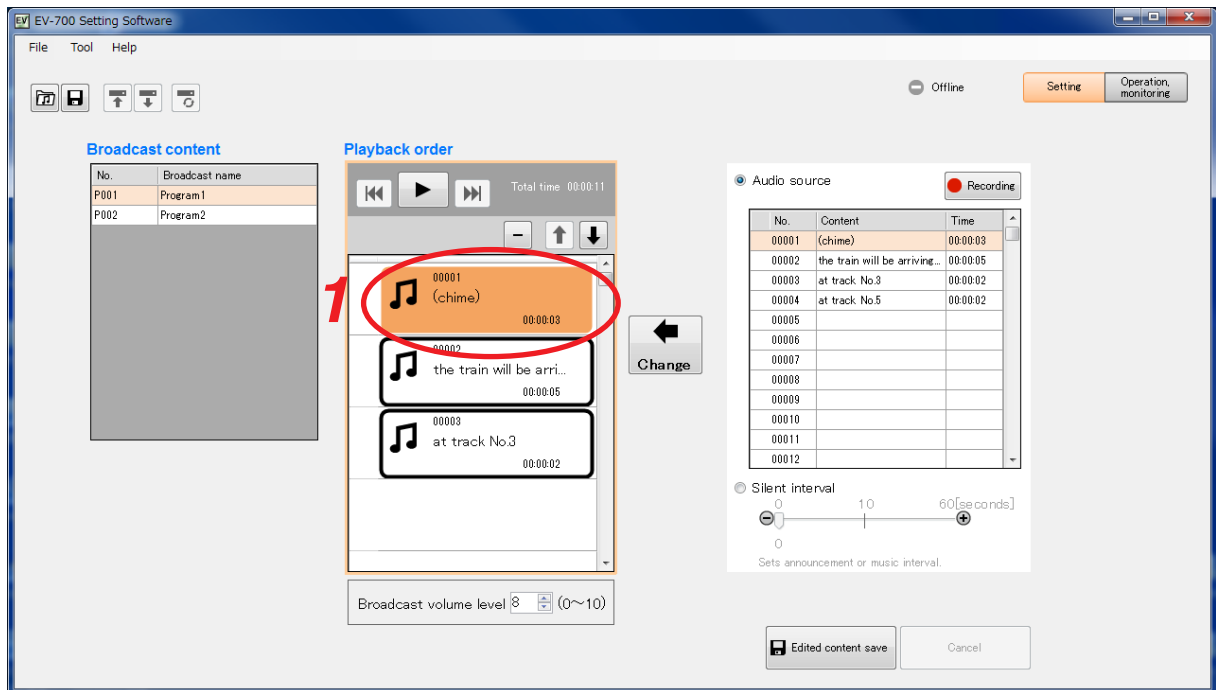 EV EV-700 Setting Software
File Tool Help
Offline
Setting
Operation,
monitoring
Broadcast content
No. Broadcast name
P001 Program1
P002 Program2
Playback order
Total time 00:00:11
1
00001
(chime)
00:00:03
00002
the train will be arri...
00:00:05
00003
at track No.3
00:00:02
Broadcast volume level 8 (0～10)
Change
Audio source
Recording
No. Content Time
00001 (chime) 00:00:03
00002 the train will be arriving... 00:00:05
00003 at track No.3 00:00:02
00004 at track No.5 00:00:02
00005
00006
00007
00008
00009
00010
00011
00012
Silent interval
0 10 60[seconds]
0
Sets announcement or music interval.
Edited content save
Cancel